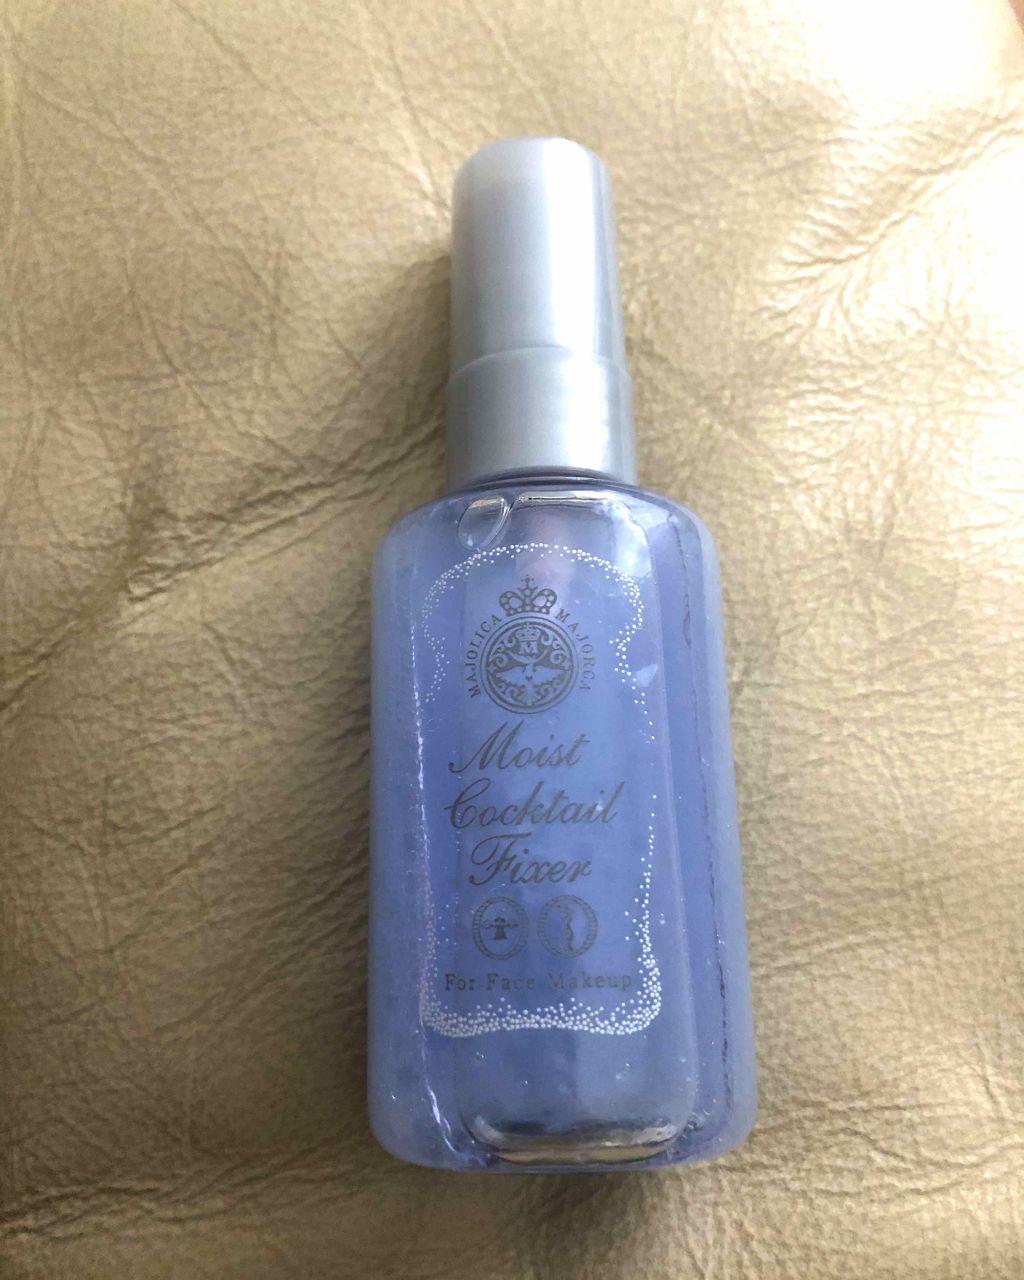 MAJOLICA MAJORCA
M
Moist
Cocktail
Fixer
For Face Makeup